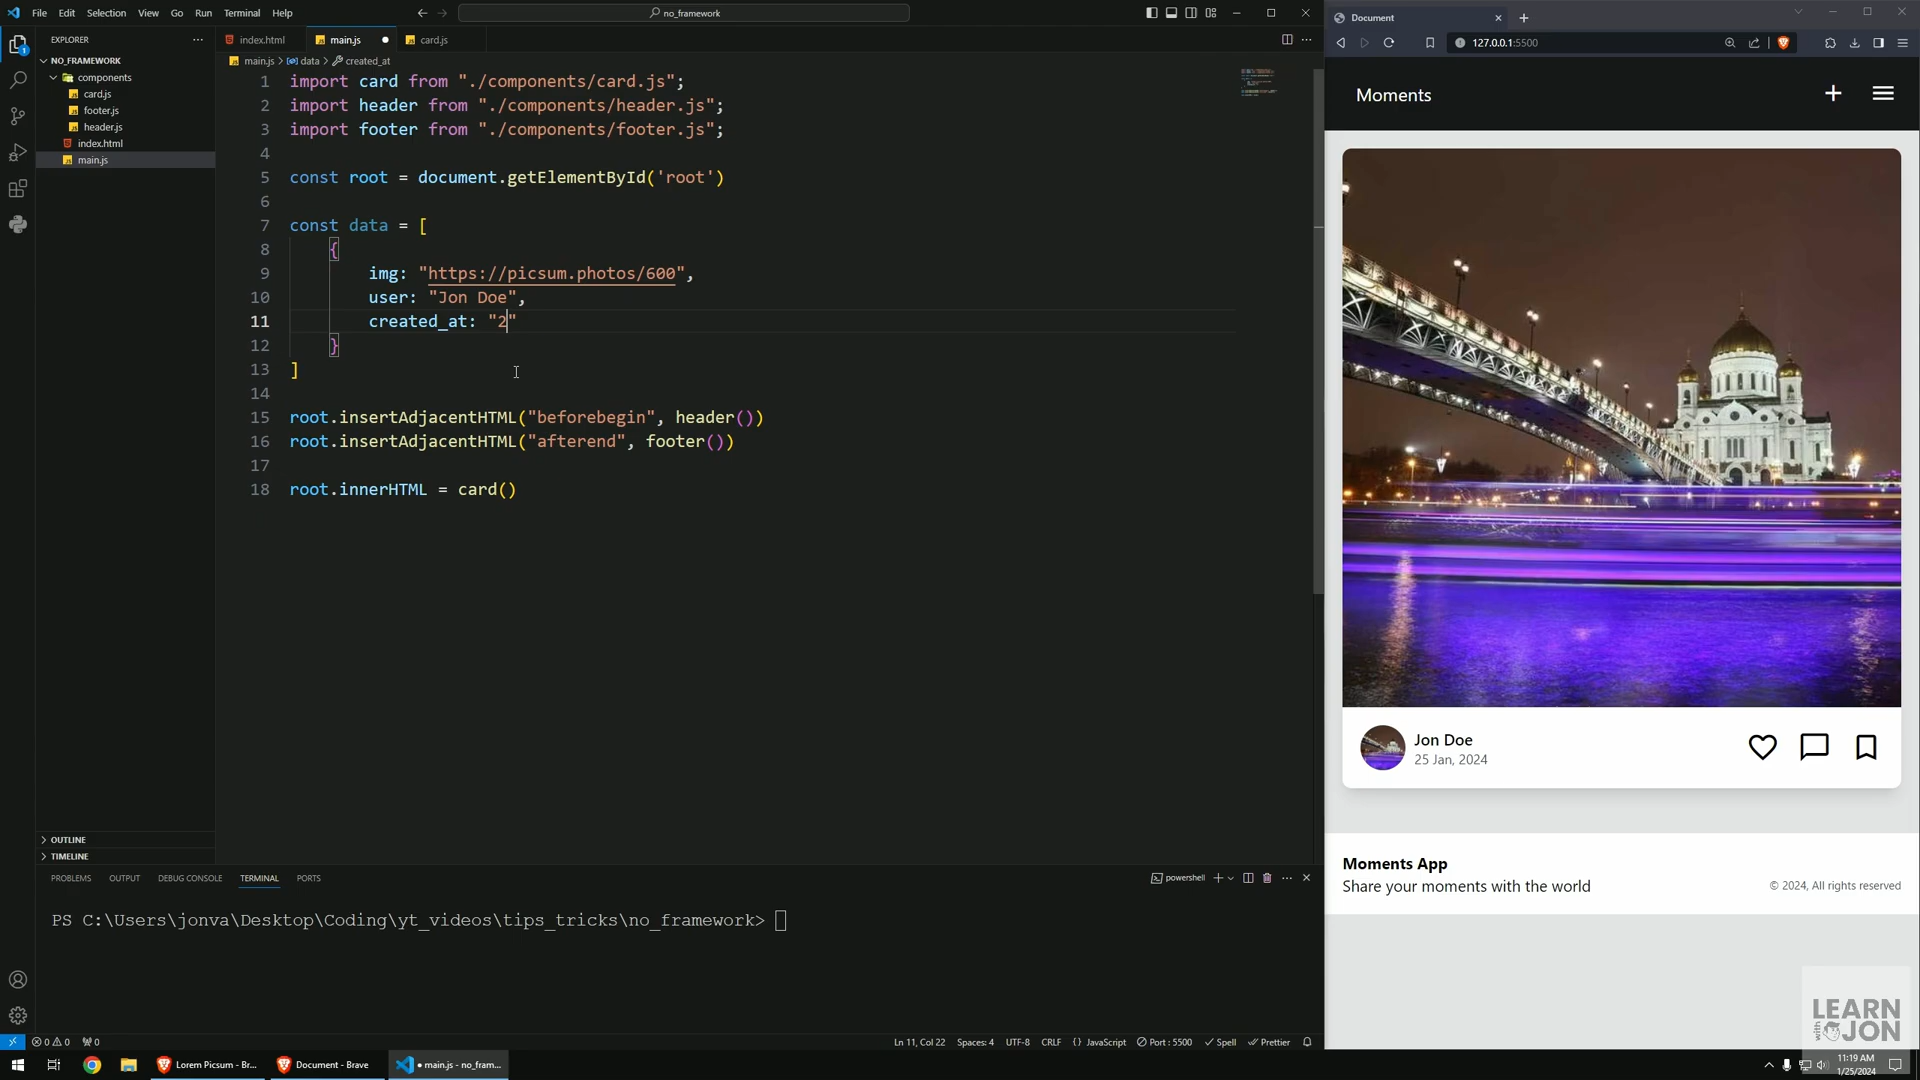 File Edit Selection View Go Run Terminal Help
no_framework
EXPLORER
NO_FRAMEWORK
components
card.js
footer.js
header.js
index.html
main.js
OUTLINE
TIMELINE
index.html main.js card.js
main.js > data > created_at
1 import card from "./components/card.js";
2 import header from "./components/header.js";
3 import footer from "./components/footer.js";
4
5 const root = document.getElementById('root')
6
7 const data = [
8 {
9 img: "https://picsum.photos/600",
10 user: "Jon Doe",
11 created_at: "2"
12 }
13 ]
14
15 root.insertAdjacentHTML("beforebegin", header())
16 root.insertAdjacentHTML("afterend", footer())
17
18 root.innerHTML = card()
PROBLEMS OUTPUT DEBUG CONSOLE TERMINAL PORTS
powershell
PS C:\Users\jonva\Desktop\Coding\yt_videos\tips_tricks\no_framework>
0 0 0
Ln 11, Col 22 Spaces: 4 UTF-8 CRLF {} JavaScript Port : 5500 Spell Prettier
Document
127.0.0.1:5500
Moments
Jon Doe
25 Jan, 2024
Moments App
Share your moments with the world
© 2024, All rights reserved
LEARN
with JON
Lorem Picsum - Br...
Document - Brave
● main.js - no_fram...
11:19 AM
1/25/2024